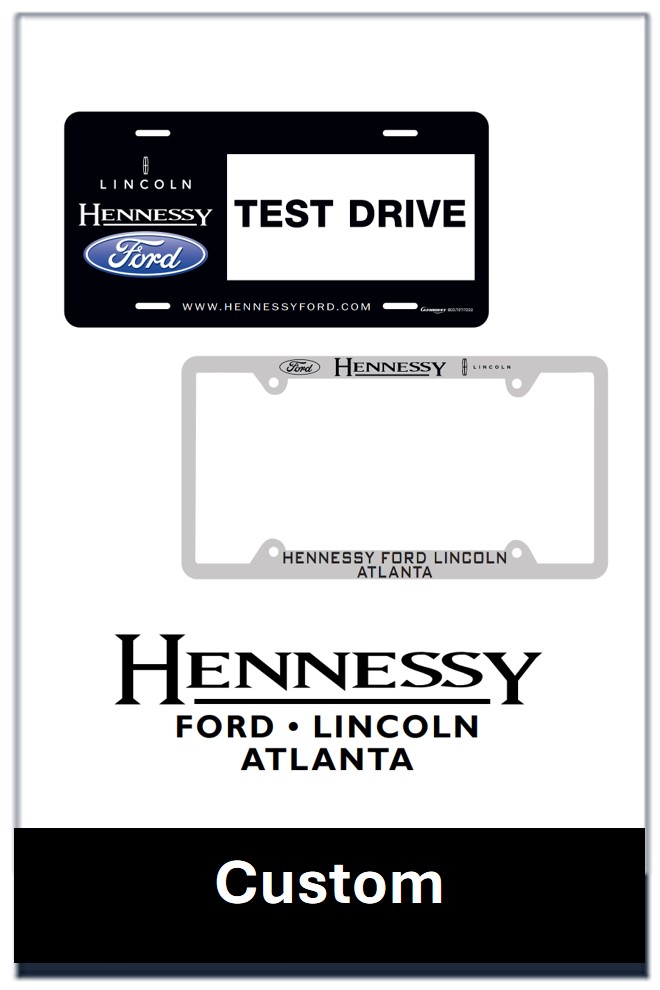 LINCOLN
HENNESSY
Ford
TEST DRIVE
WWW.HENNESSYFORD.COM
Ford HENNESSY LINCOLN
HENNESSY FORD LINCOLN
ATLANTA
HENNESSY
FORD • LINCOLN
ATLANTA
Custom